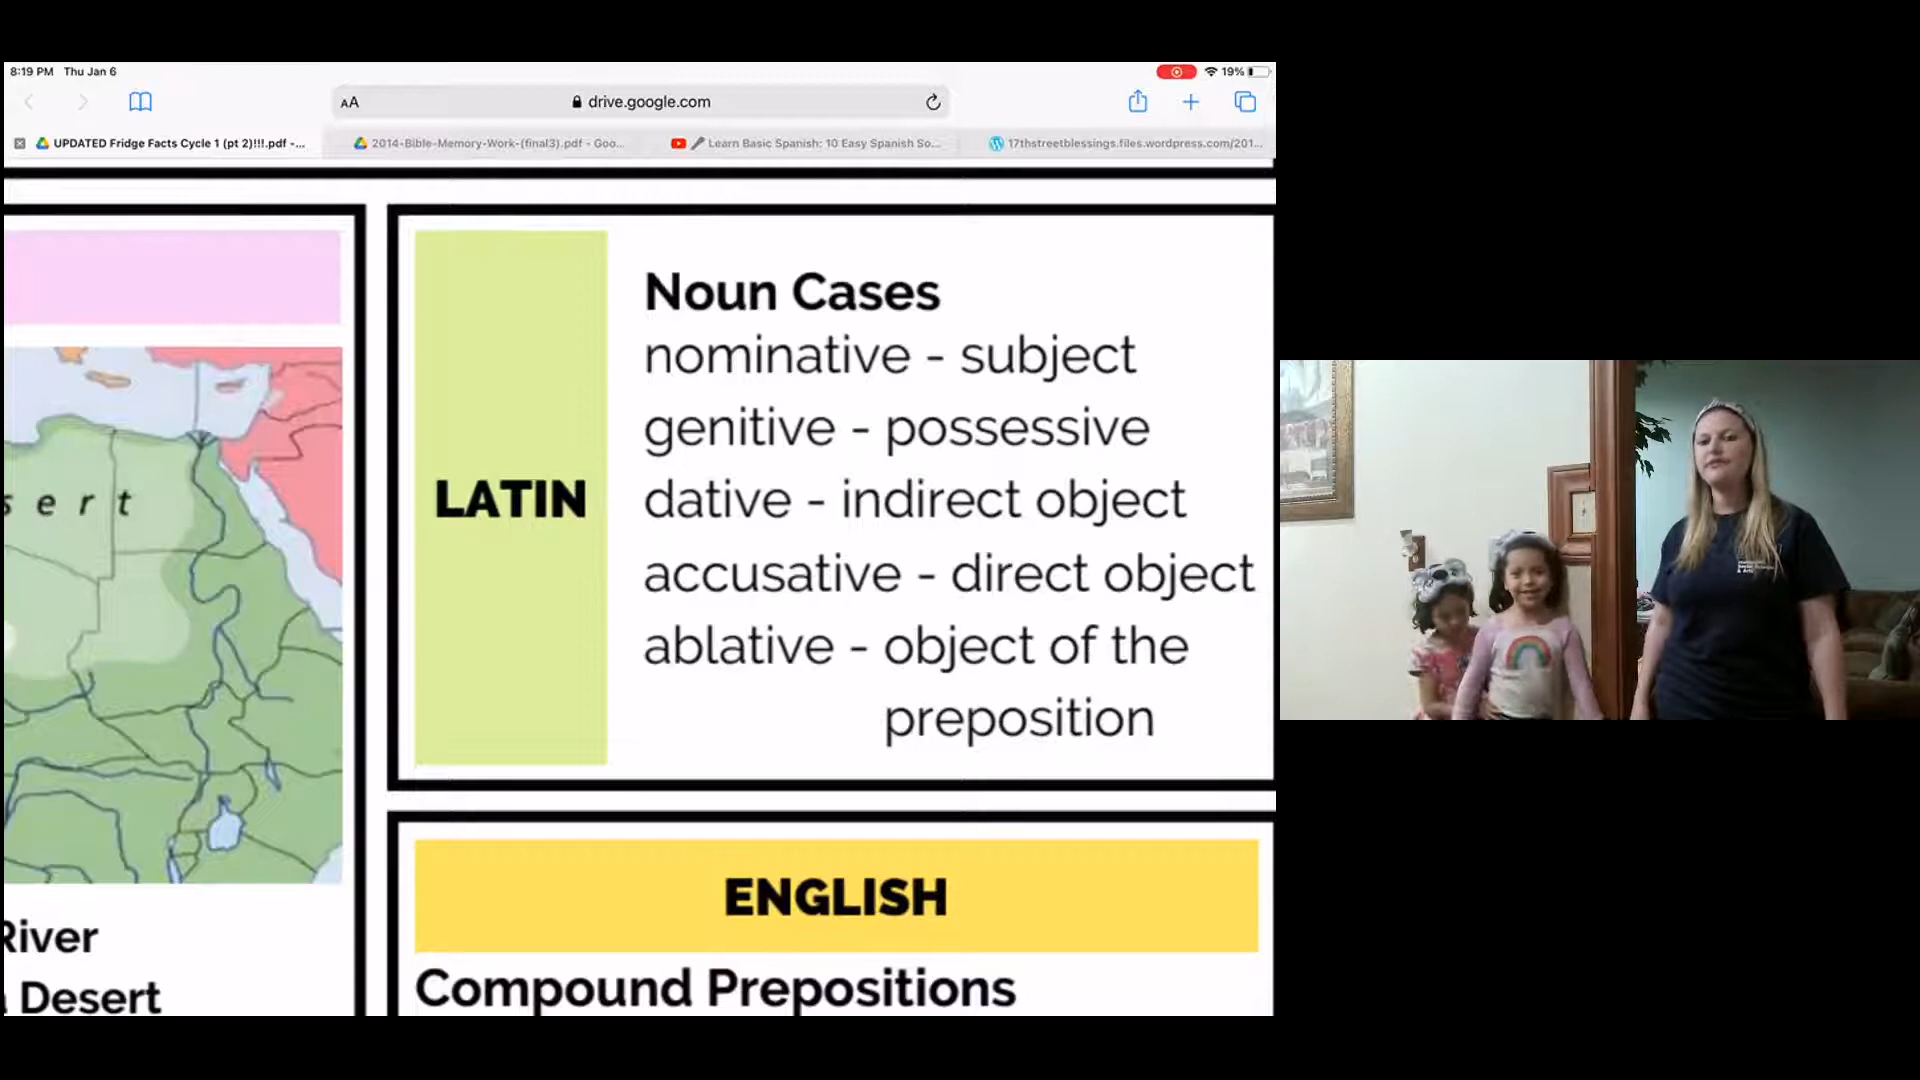 8:19 PM Thu Jan 6
19%
AA
drive.google.com
UPDATED Fridge Facts Cycle 1 (pt 2)!!!.pdf -...
2014-Bible-Memory-Work-(final3).pdf - Goo...
Learn Basic Spanish: 10 Easy Spanish So...
17thstreetblessings.files.wordpress.com/201...
sert
River
Desert
LATIN
Noun Cases
nominative - subject
genitive - possessive
dative - indirect object
accusative - direct object
ablative - object of the
preposition
ENGLISH
Compound Prepositions